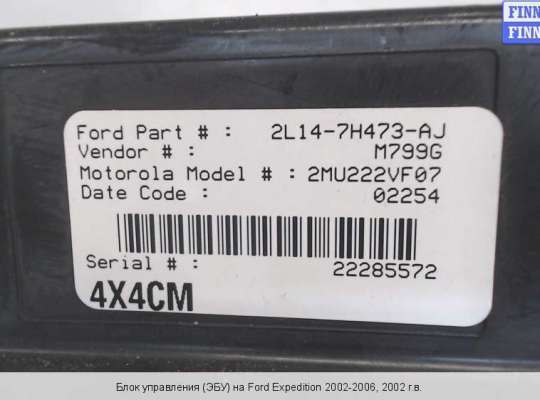 FINN
FINN
Ford Part # : 2L14-7H473-AJ
Vendor # : M799G
Motorola Model # : 2MU222VF07
Date Code : 02254
Serial # : 22285572
4X4CM
Блок управления (ЭБУ) на Ford Expedition 2002-2006, 2002 г.в.